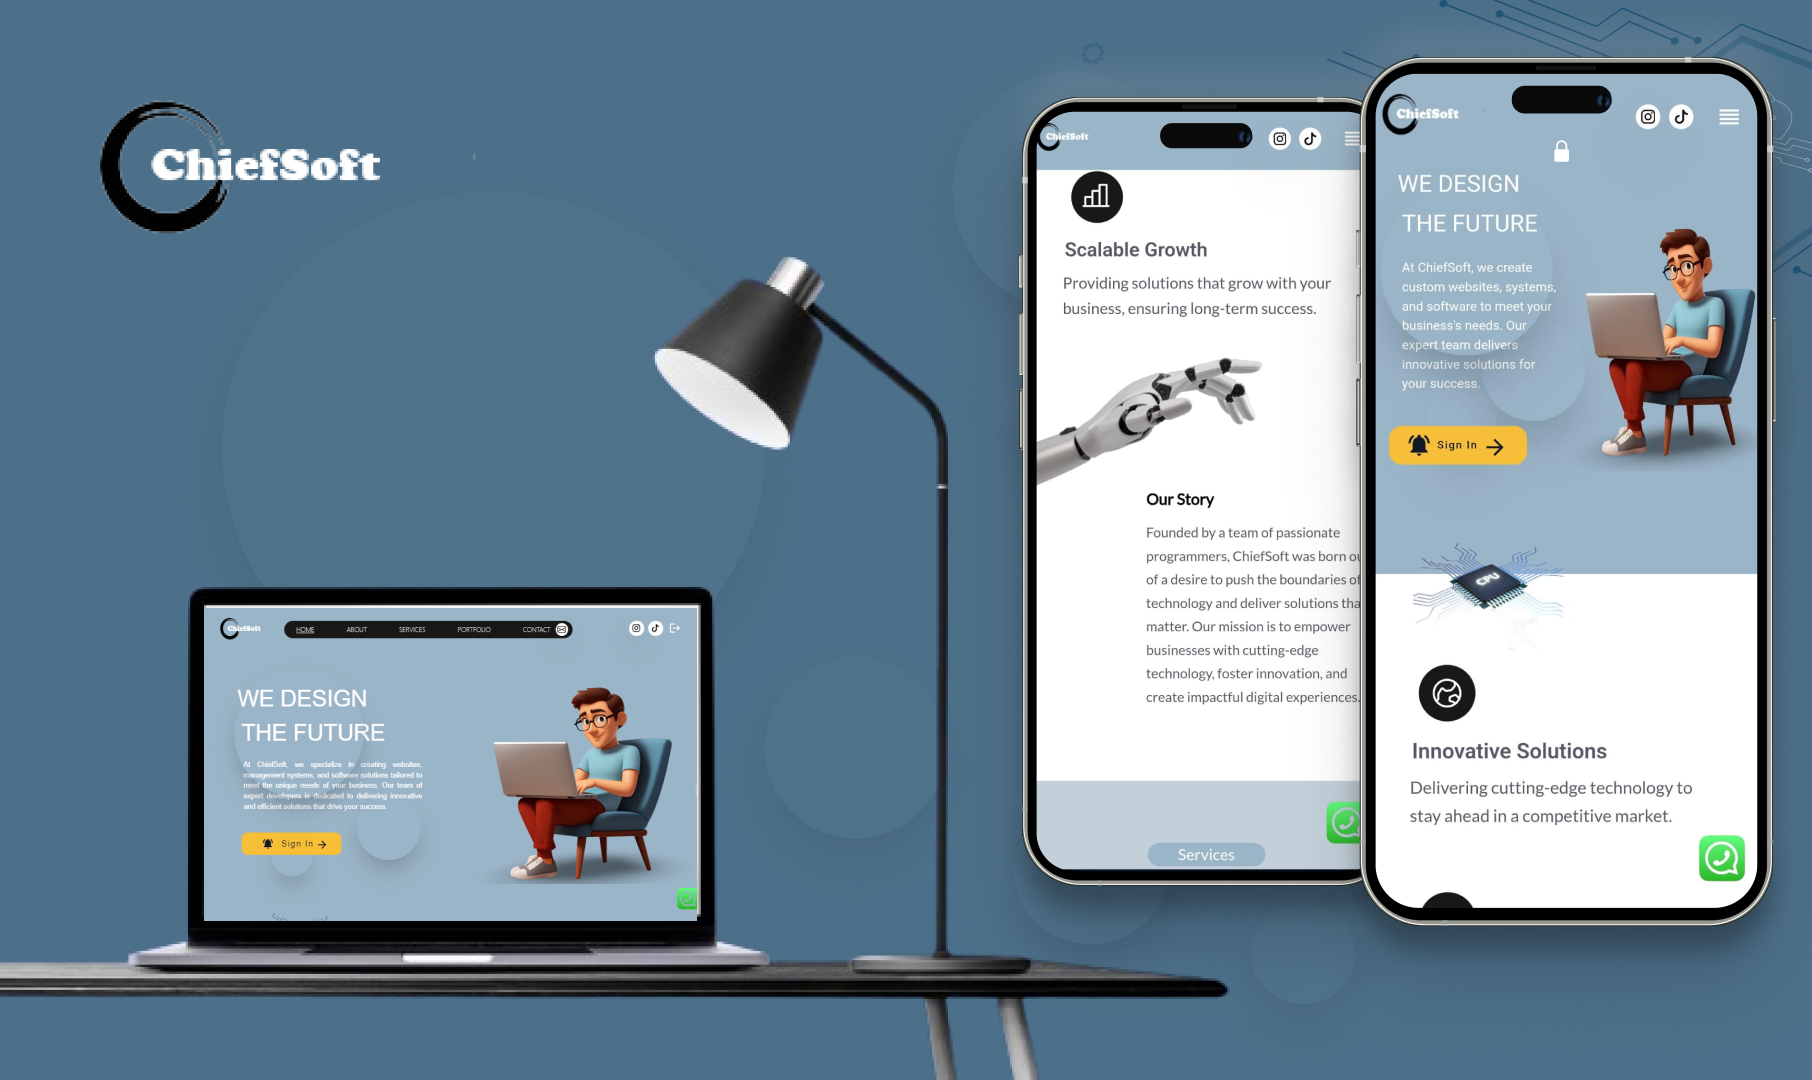 ChiefSoft
ChiefSoft
HOME
ABOUT
SERVICES
PORTFOLIO
CONTACT
WE DESIGN
THE FUTURE
At ChiefSoft, we specialize in creating websites,
management systems, and software solutions tailored to
meet the unique needs of your business. Our team of
expert developers is dedicated to delivering innovative
and efficient solutions that drive your success.
Sign In
ChiefSoft
Scalable Growth
Providing solutions that grow with your
business, ensuring long-term success.
Our Story
Founded by a team of passionate
programmers, ChiefSoft was born ou
of a desire to push the boundaries of
technology and deliver solutions tha
matter. Our mission is to empower
businesses with cutting-edge
technology, foster innovation, and
create impactful digital experiences.
Services
ChiefSoft
WE DESIGN
THE FUTURE
At ChiefSoft, we create
custom websites, systems,
and software to meet your
business's needs. Our
expert team delivers
innovative solutions for
your success.
Sign In
CPU
Innovative Solutions
Delivering cutting-edge technology to
stay ahead in a competitive market.